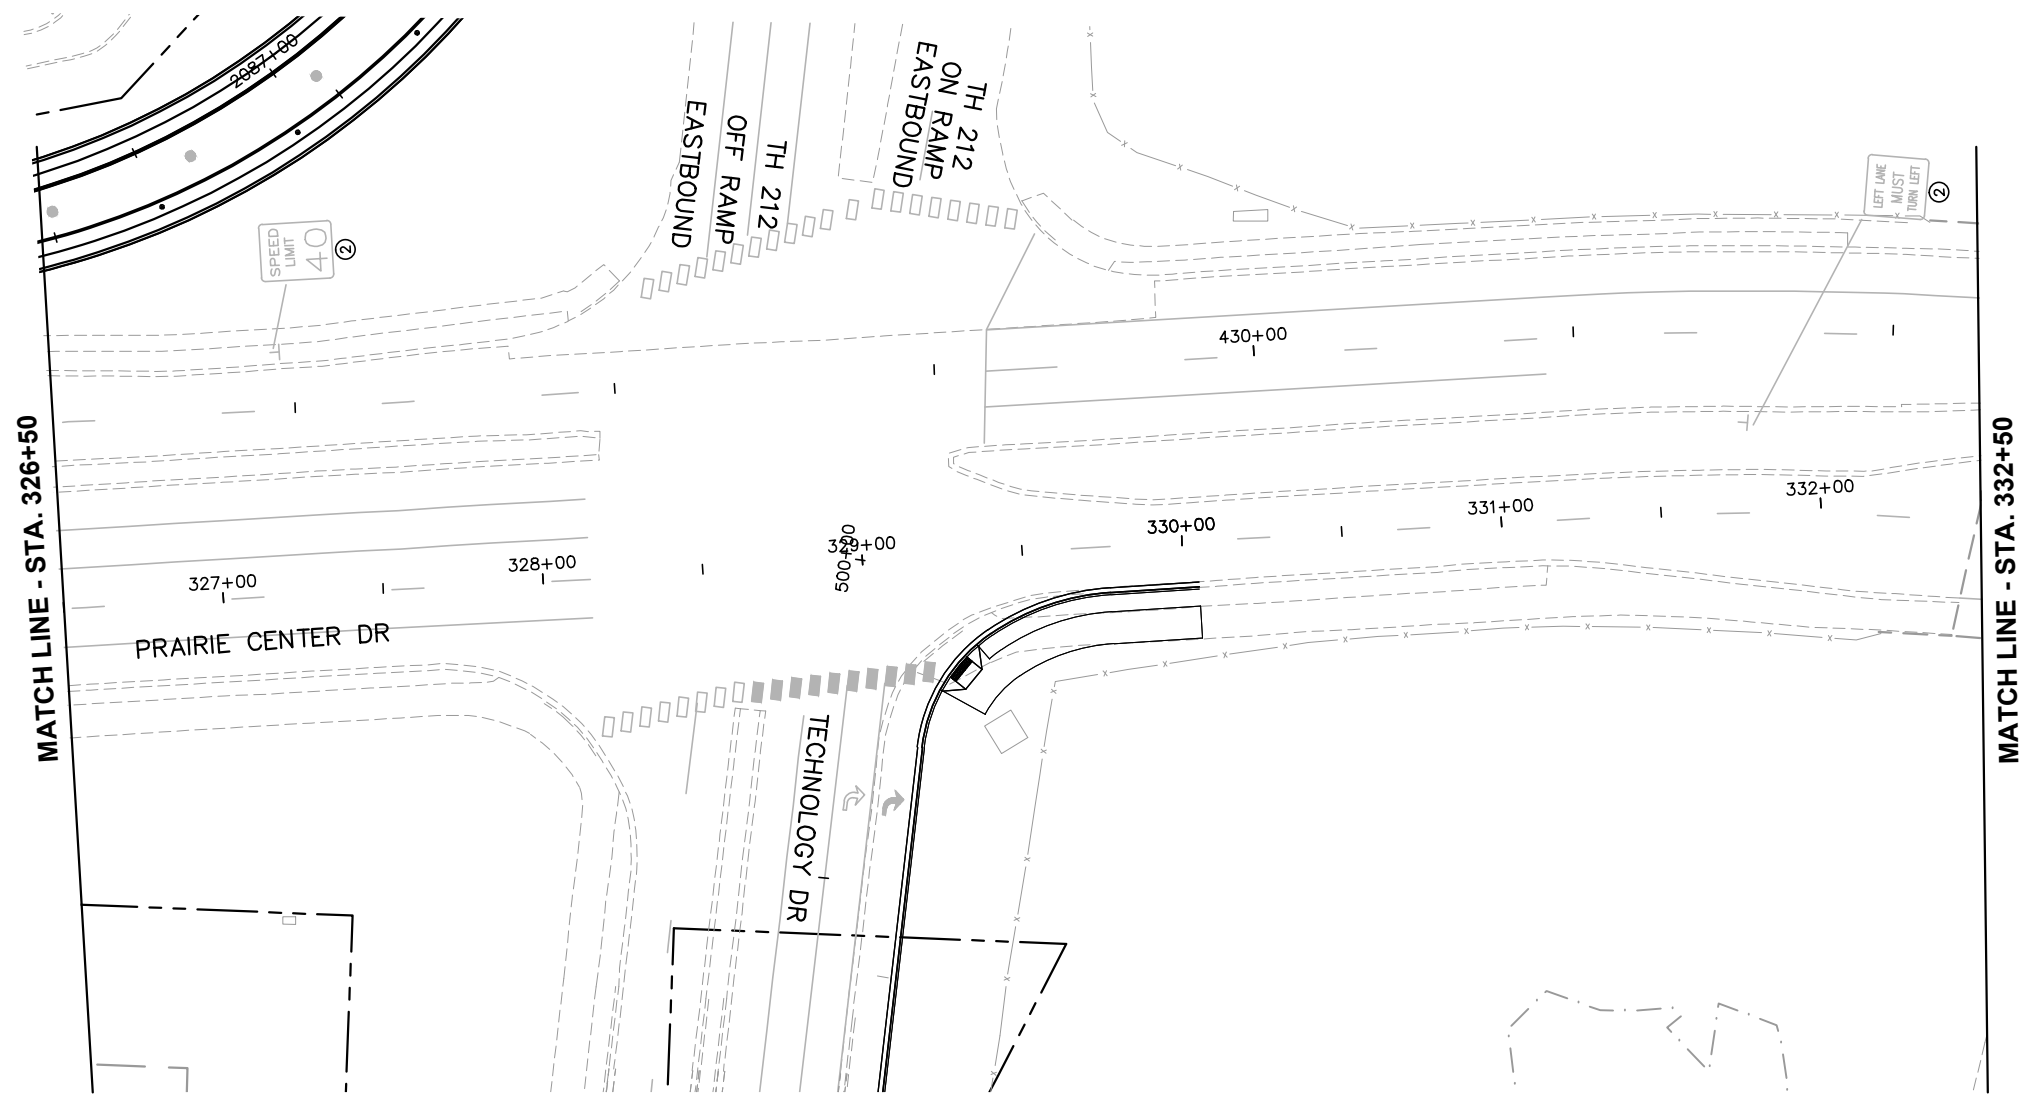 2087+00
TH 212
ON RAMP
EASTBOUND
TH 212
OFF RAMP
EASTBOUND
SPEED
LIMIT
40
2
LEFT LANE
MUST
TURN LEFT
2
430+00
MATCH LINE - STA. 326+50
MATCH LINE - STA. 332+50
327+00
328+00
329+00
500+00
330+00
331+00
332+00
PRAIRIE CENTER DR
TECHNOLOGY DR